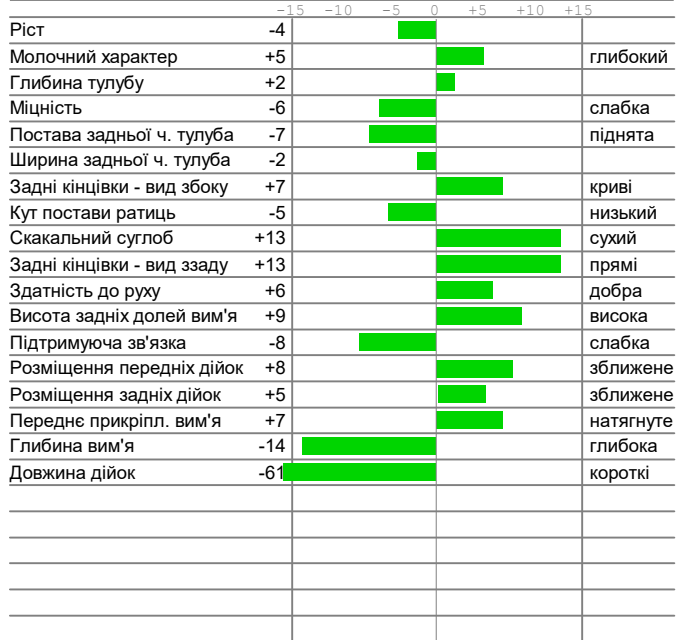 -15 -10 -5 0 +5 +10 +15
Ріст -4
Молочний характер +5 глибокий
Глибина тулубу +2
Міцність -6 слабка
Постава задньої ч. тулуба -7 піднята
Ширина задньої ч. тулуба -2
Задні кінцівки - вид збоку +7 криві
Кут постави ратиць -5 низький
Скакальний суглоб +13 сухий
Задні кінцівки - вид ззаду +13 прямі
Здатність до руху +6 добра
Висота задніх долей вим'я +9 висока
Підтримуюча зв'язка -8 слабка
Розміщення передніх дійок +8 зближене
Розміщення задніх дійок +5 зближене
Переднє прикріпл. вим'я +7 натягнуте
Глибина вим'я -14 глибока
Довжина дійок -61 короткі